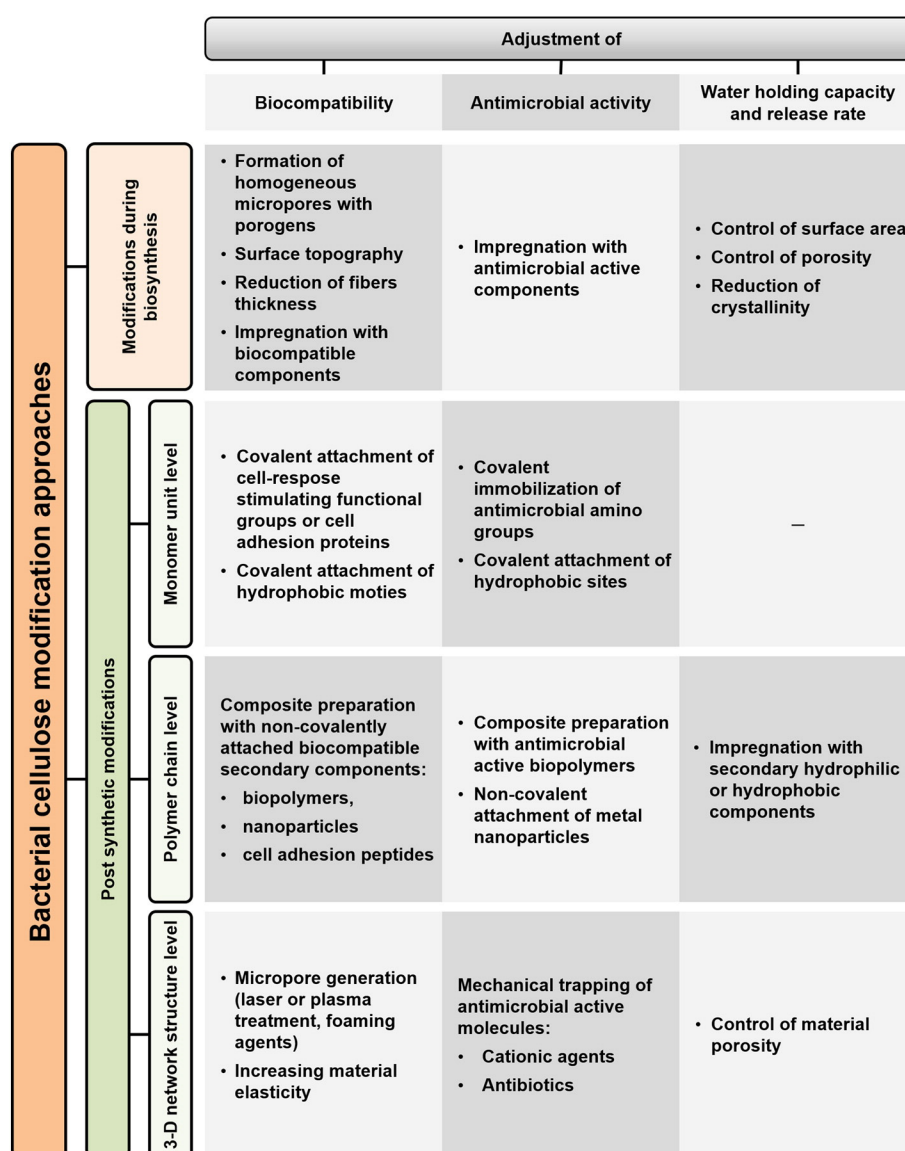 Adjustment of
Biocompatibility
Antimicrobial activity
Water holding capacity
and release rate
Bacterial cellulose modification approaches
Modifications during
biosynthesis
• Formation of
homogeneous
micropores with
porogens
• Surface topography
• Reduction of fibers
thickness
• Impregnation with
biocompatible
components
• Impregnation with
antimicrobial active
components
• Control of surface area
• Control of porosity
• Reduction of
crystallinity
Post synthetic modifications
Monomer unit level
• Covalent attachment of
cell-respose
stimulating functional
groups or cell
adhesion proteins
• Covalent attachment of
hydrophobic moties
• Covalent
immobilization of
antimicrobial amino
groups
• Covalent attachment of
hydrophobic sites
–
Polymer chain level
Composite preparation
with non-covalently
attached biocompatible
secondary components:
• biopolymers,
• nanoparticles
• cell adhesion peptides
• Composite preparation
with antimicrobial
active biopolymers
• Non-covalent
attachment of metal
nanoparticles
• Impregnation with
secondary hydrophilic
or hydrophobic
components
3-D network structure level
• Micropore generation
(laser or plasma
treatment, foaming
agents)
• Increasing material
elasticity
Mechanical trapping of
antimicrobial active
molecules:
• Cationic agents
• Antibiotics
• Control of material
porosity